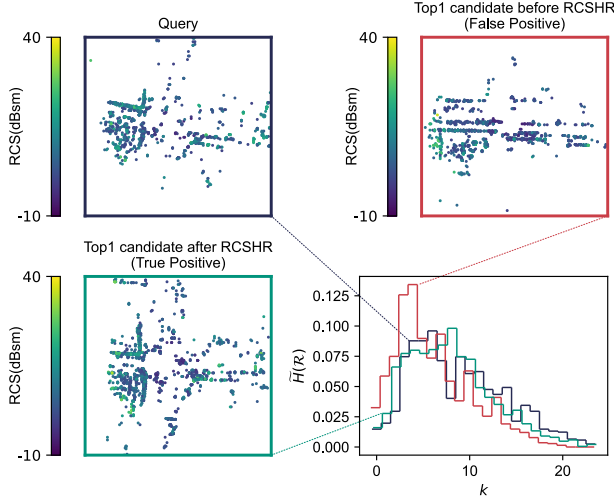 Query
40
RCS(dBsm)
-10
Top1 candidate before RCSHR
(False Positive)
40
RCS(dBsm)
-10
Top1 candidate after RCSHR
(True Positive)
40
RCS(dBsm)
-10
H̃(R)
0.125
0.100
0.075
0.050
0.025
0.000
0
10
20
k